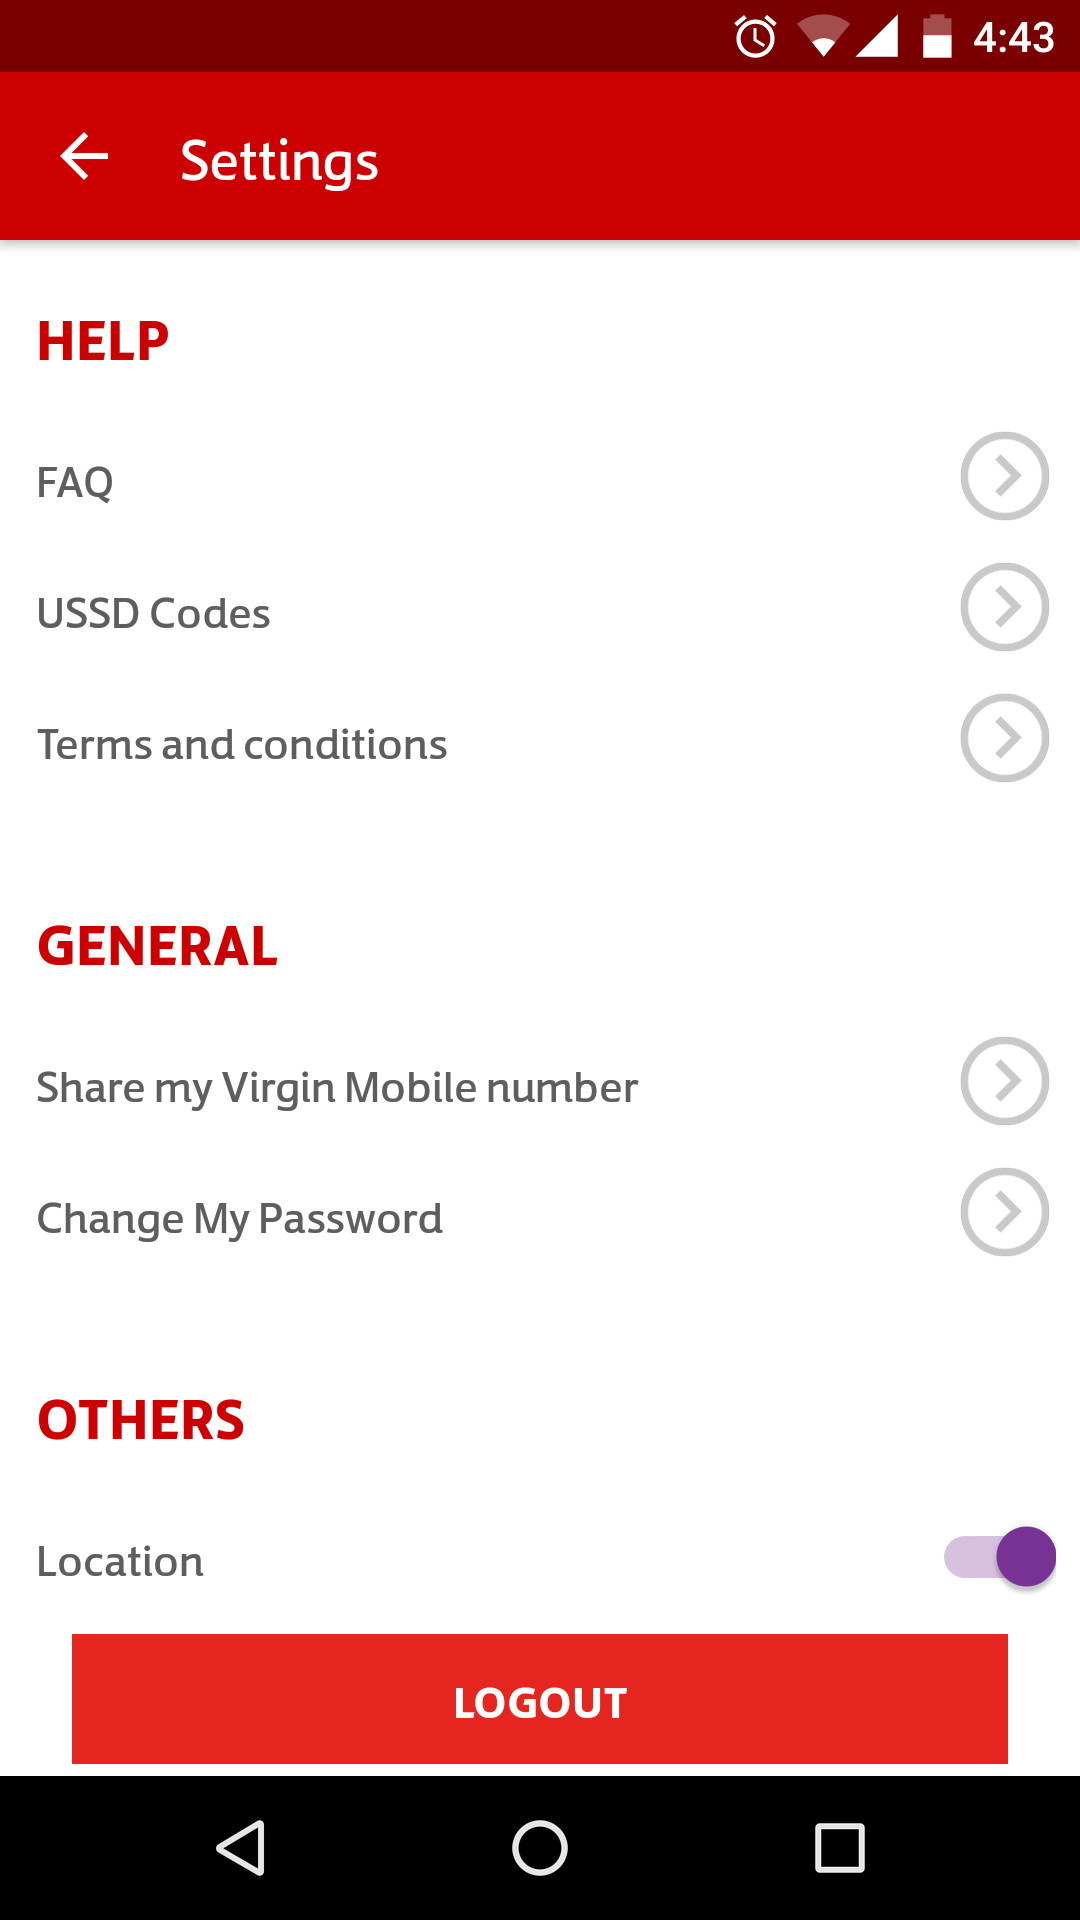 4:43
Settings
HELP
FAQ
USSD Codes
Terms and conditions
GENERAL
Share my Virgin Mobile number
Change My Password
OTHERS
Location
LOGOUT